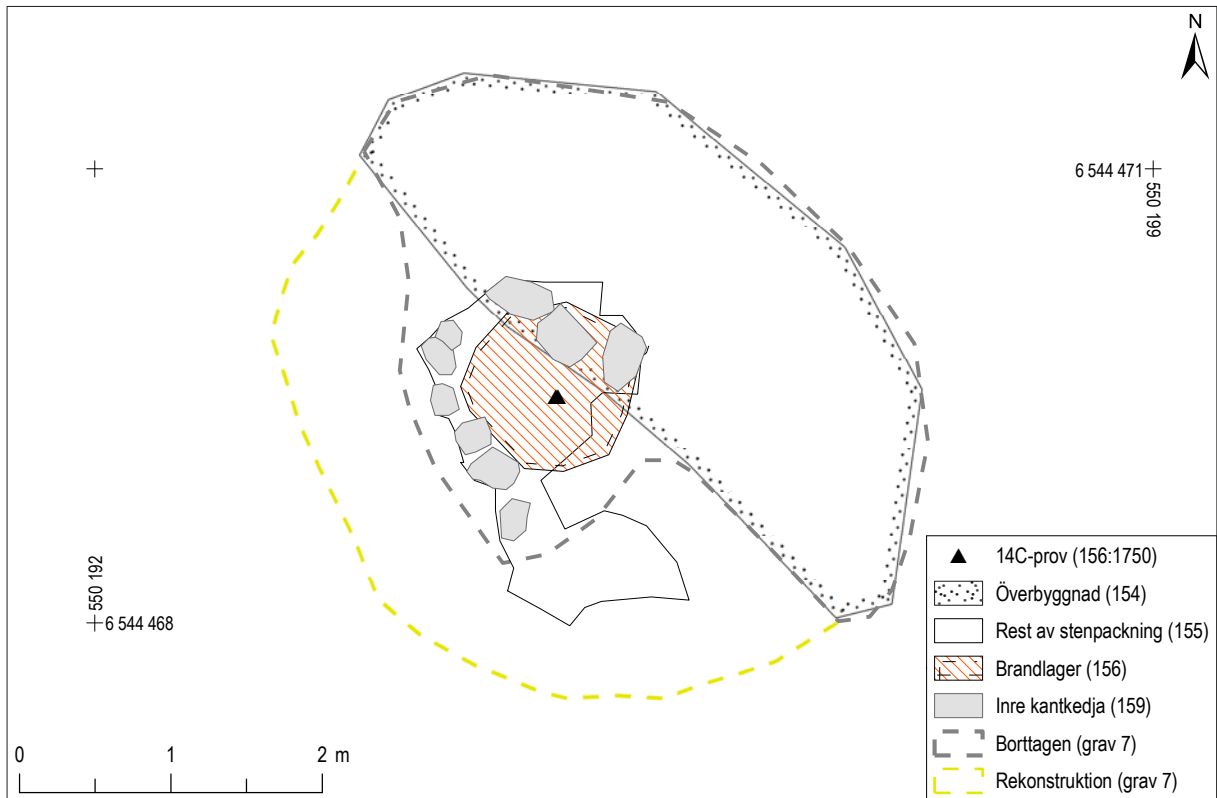 N
6 544 471
550 199
550 192
6 544 468
14C-prov (156:1750)
Överbyggnad (154)
Rest av stenpackning (155)
Brandlager (156)
Inre kantkedja (159)
Borttagen (grav 7)
Rekonstruktion (grav 7)
0 1 2 m